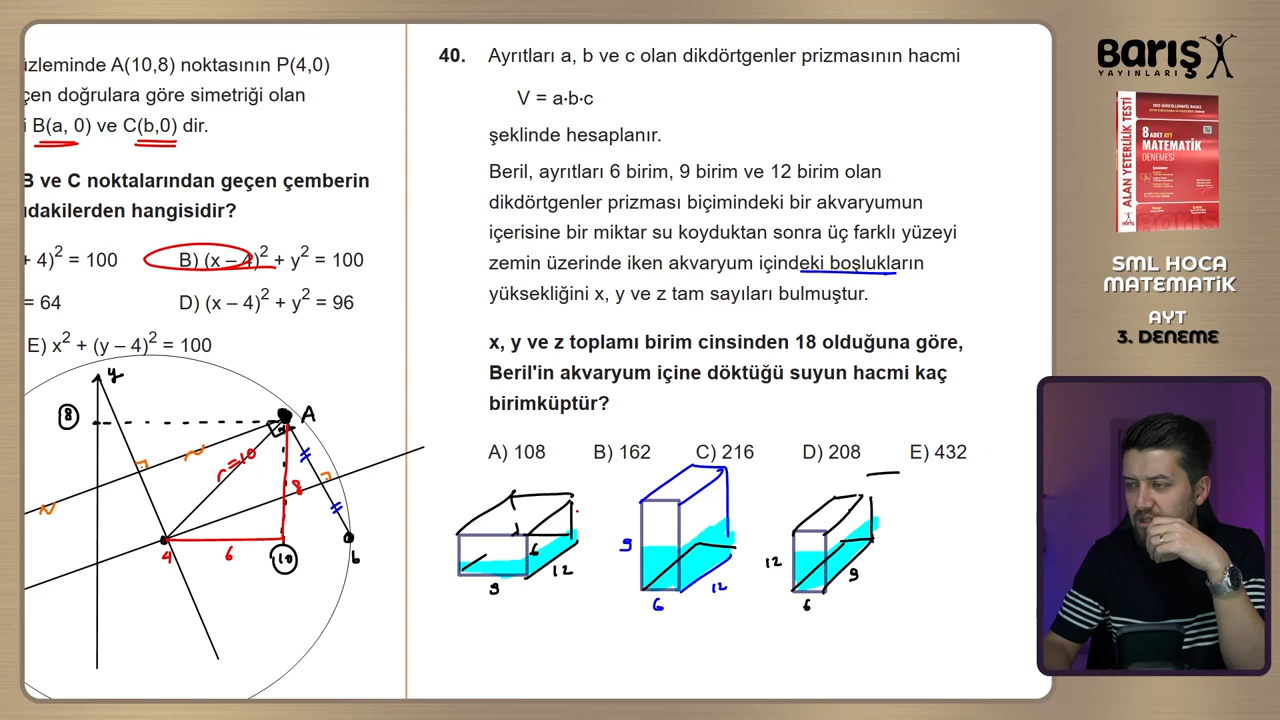 üzleminde A(10,8) noktasının P(4,0)
çen doğrulara göre simetriği olan
i B(a, 0) ve C(b,0) dir.
B ve C noktalarından geçen çemberin
ıdakilerden hangisidir?
+ 4)² = 100 B) (x – 4)² + y² = 100
= 64 D) (x – 4)² + y² = 96
E) x² + (y – 4)² = 100
y
8
A
r=10
8
4
6
10
b
40. Ayrıtları a, b ve c olan dikdörtgenler prizmasının hacmi
V = a·b·c
şeklinde hesaplanır.
Beril, ayrıtları 6 birim, 9 birim ve 12 birim olan
dikdörtgenler prizması biçimindeki bir akvaryumun
içerisine bir miktar su koyduktan sonra üç farklı yüzeyi
zemin üzerinde iken akvaryum içindeki boşlukların
yüksekliğini x, y ve z tam sayıları bulmuştur.
x, y ve z toplamı birim cinsinden 18 olduğuna göre,
Beril'in akvaryum içine döktüğü suyun hacmi kaç
birimküptür?
A) 108 B) 162 C) 216 D) 208 E) 432
6
12
9
9
6
12
12
6
9
BARIŞ
YAYINLARI
ALAN YETERLİLİK TESTİ
8 ADET AYT
MATEMATİK
DENEMESİ
SML HOCA
MATEMATİK
AYT
3. DENEME